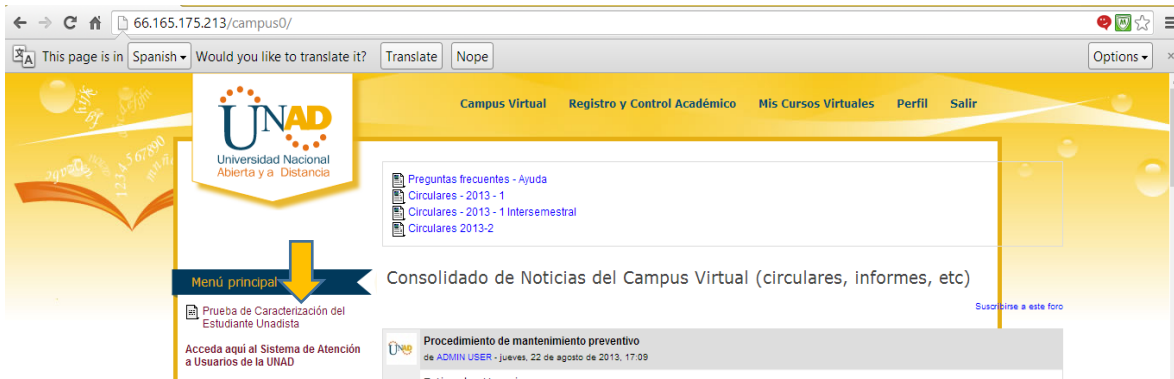 66.165.175.213/campus0/
This page is in Spanish Would you like to translate it? Translate Nope Options
UNAD
Universidad Nacional
Abierta y a Distancia
Campus Virtual Registro y Control Académico Mis Cursos Virtuales Perfil Salir
Preguntas frecuentes - Ayuda
Circulares - 2013 - 1
Circulares - 2013 - 1 Intersemestral
Circulares 2013-2
Menú principal
Prueba de Caracterización del
Estudiante Unadista
Acceda aquí al Sistema de Atención
a Usuarios de la UNAD
Consolidado de Noticias del Campus Virtual (circulares, informes, etc)
Suscribirse a este foro
Procedimiento de mantenimiento preventivo
de ADMIN USER - jueves, 22 de agosto de 2013, 17:09